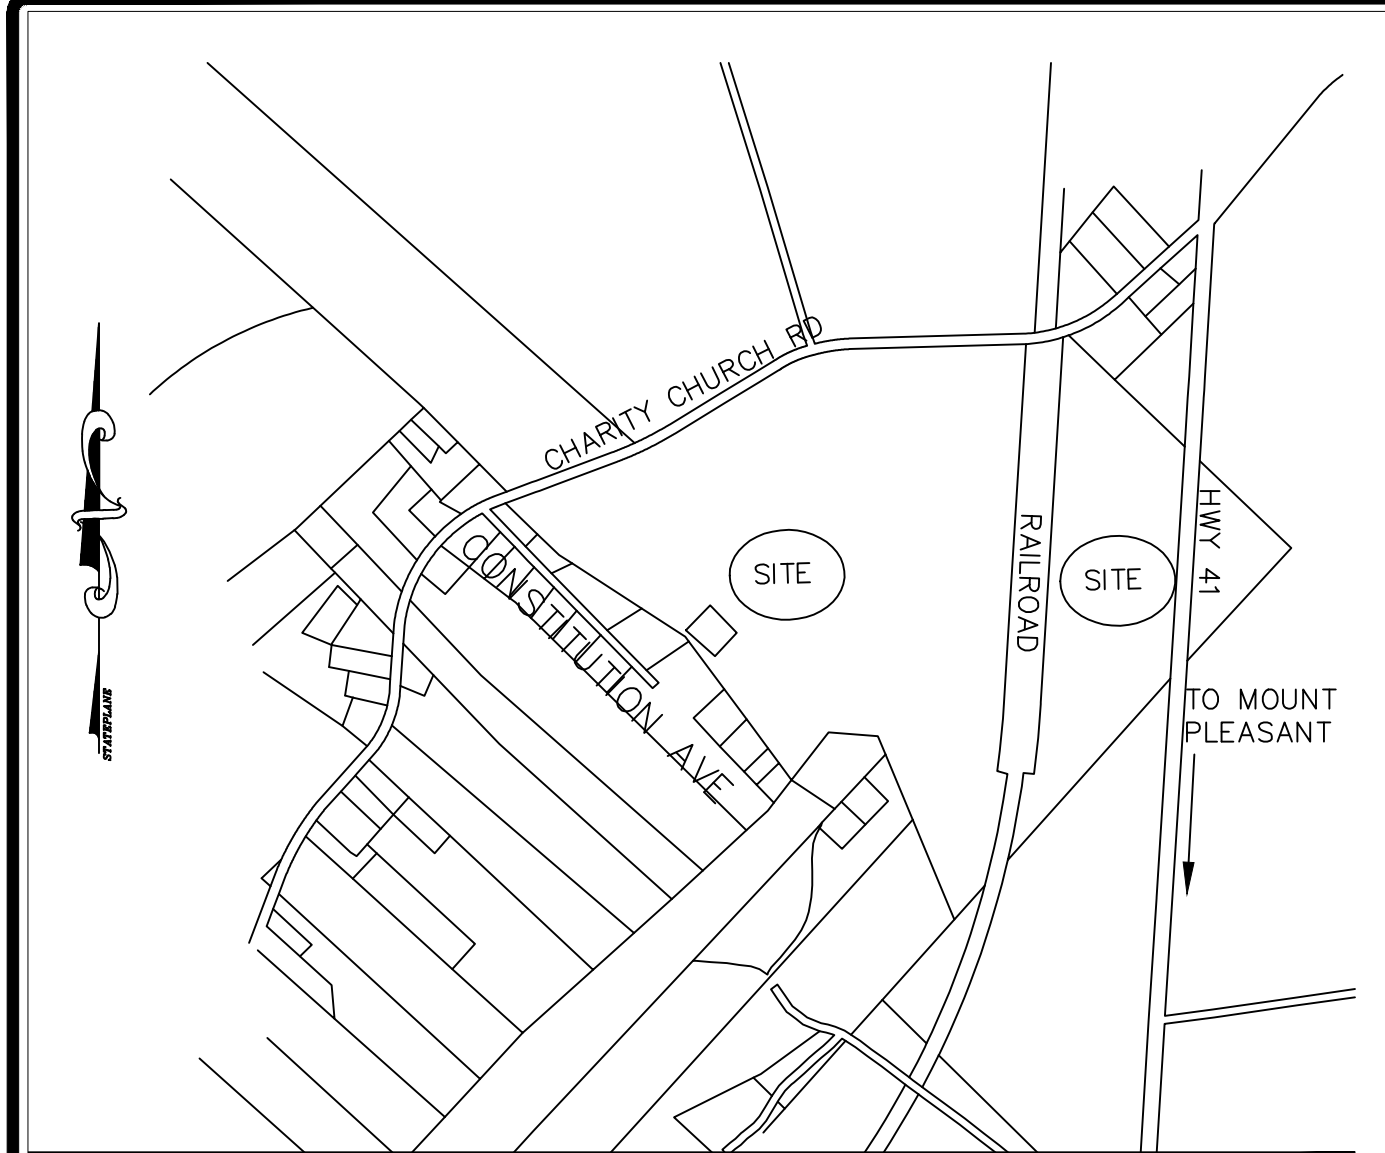 CHARITY CHURCH RD
CONSTITUTION AVE
SITE
RAILROAD
SITE
HWY 41
TO MOUNT
PLEASANT
STATEPLANE